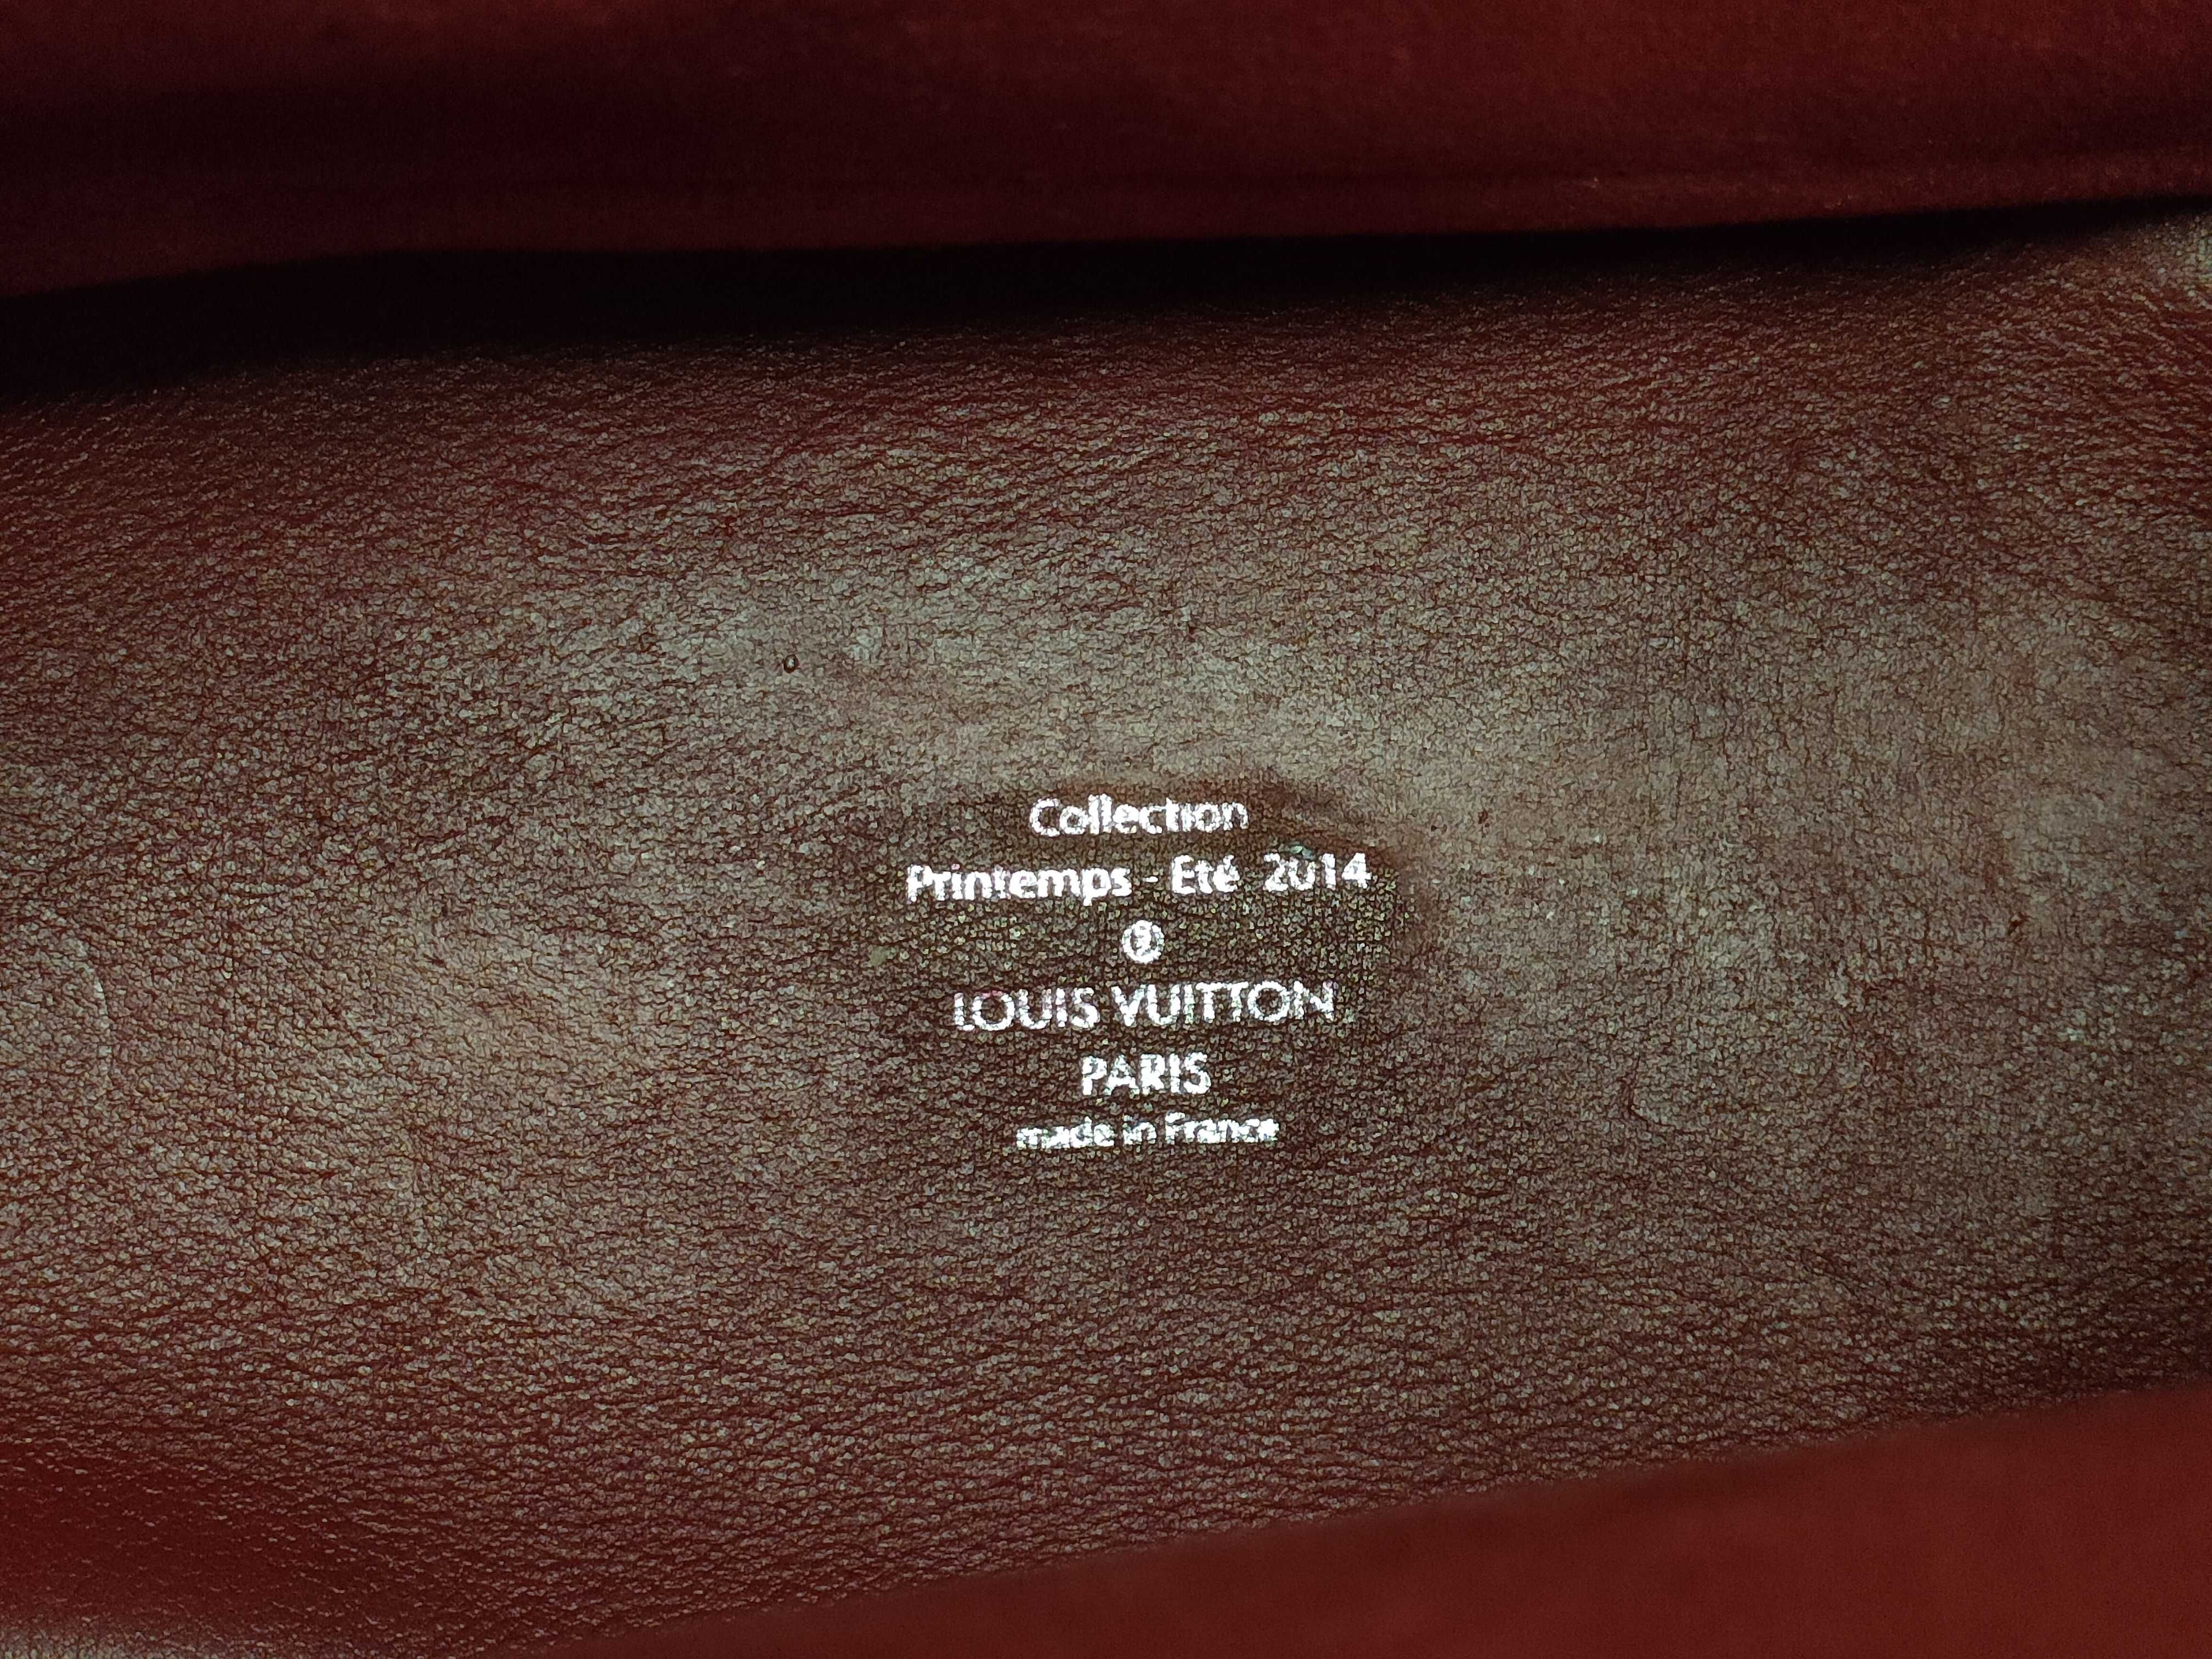 Collection
Printemps - Eté 2014
®
LOUIS VUITTON
PARIS
made in France